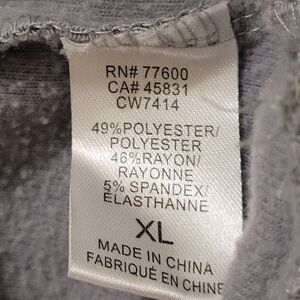 RN# 77600
CA# 45831
CW7414
49%POLYESTER/
POLYESTER
46%RAYON/
RAYONNE
5% SPANDEX/
ÉLASTHANNE
XL
MADE IN CHINA
FABRIQUÉ EN CHINE